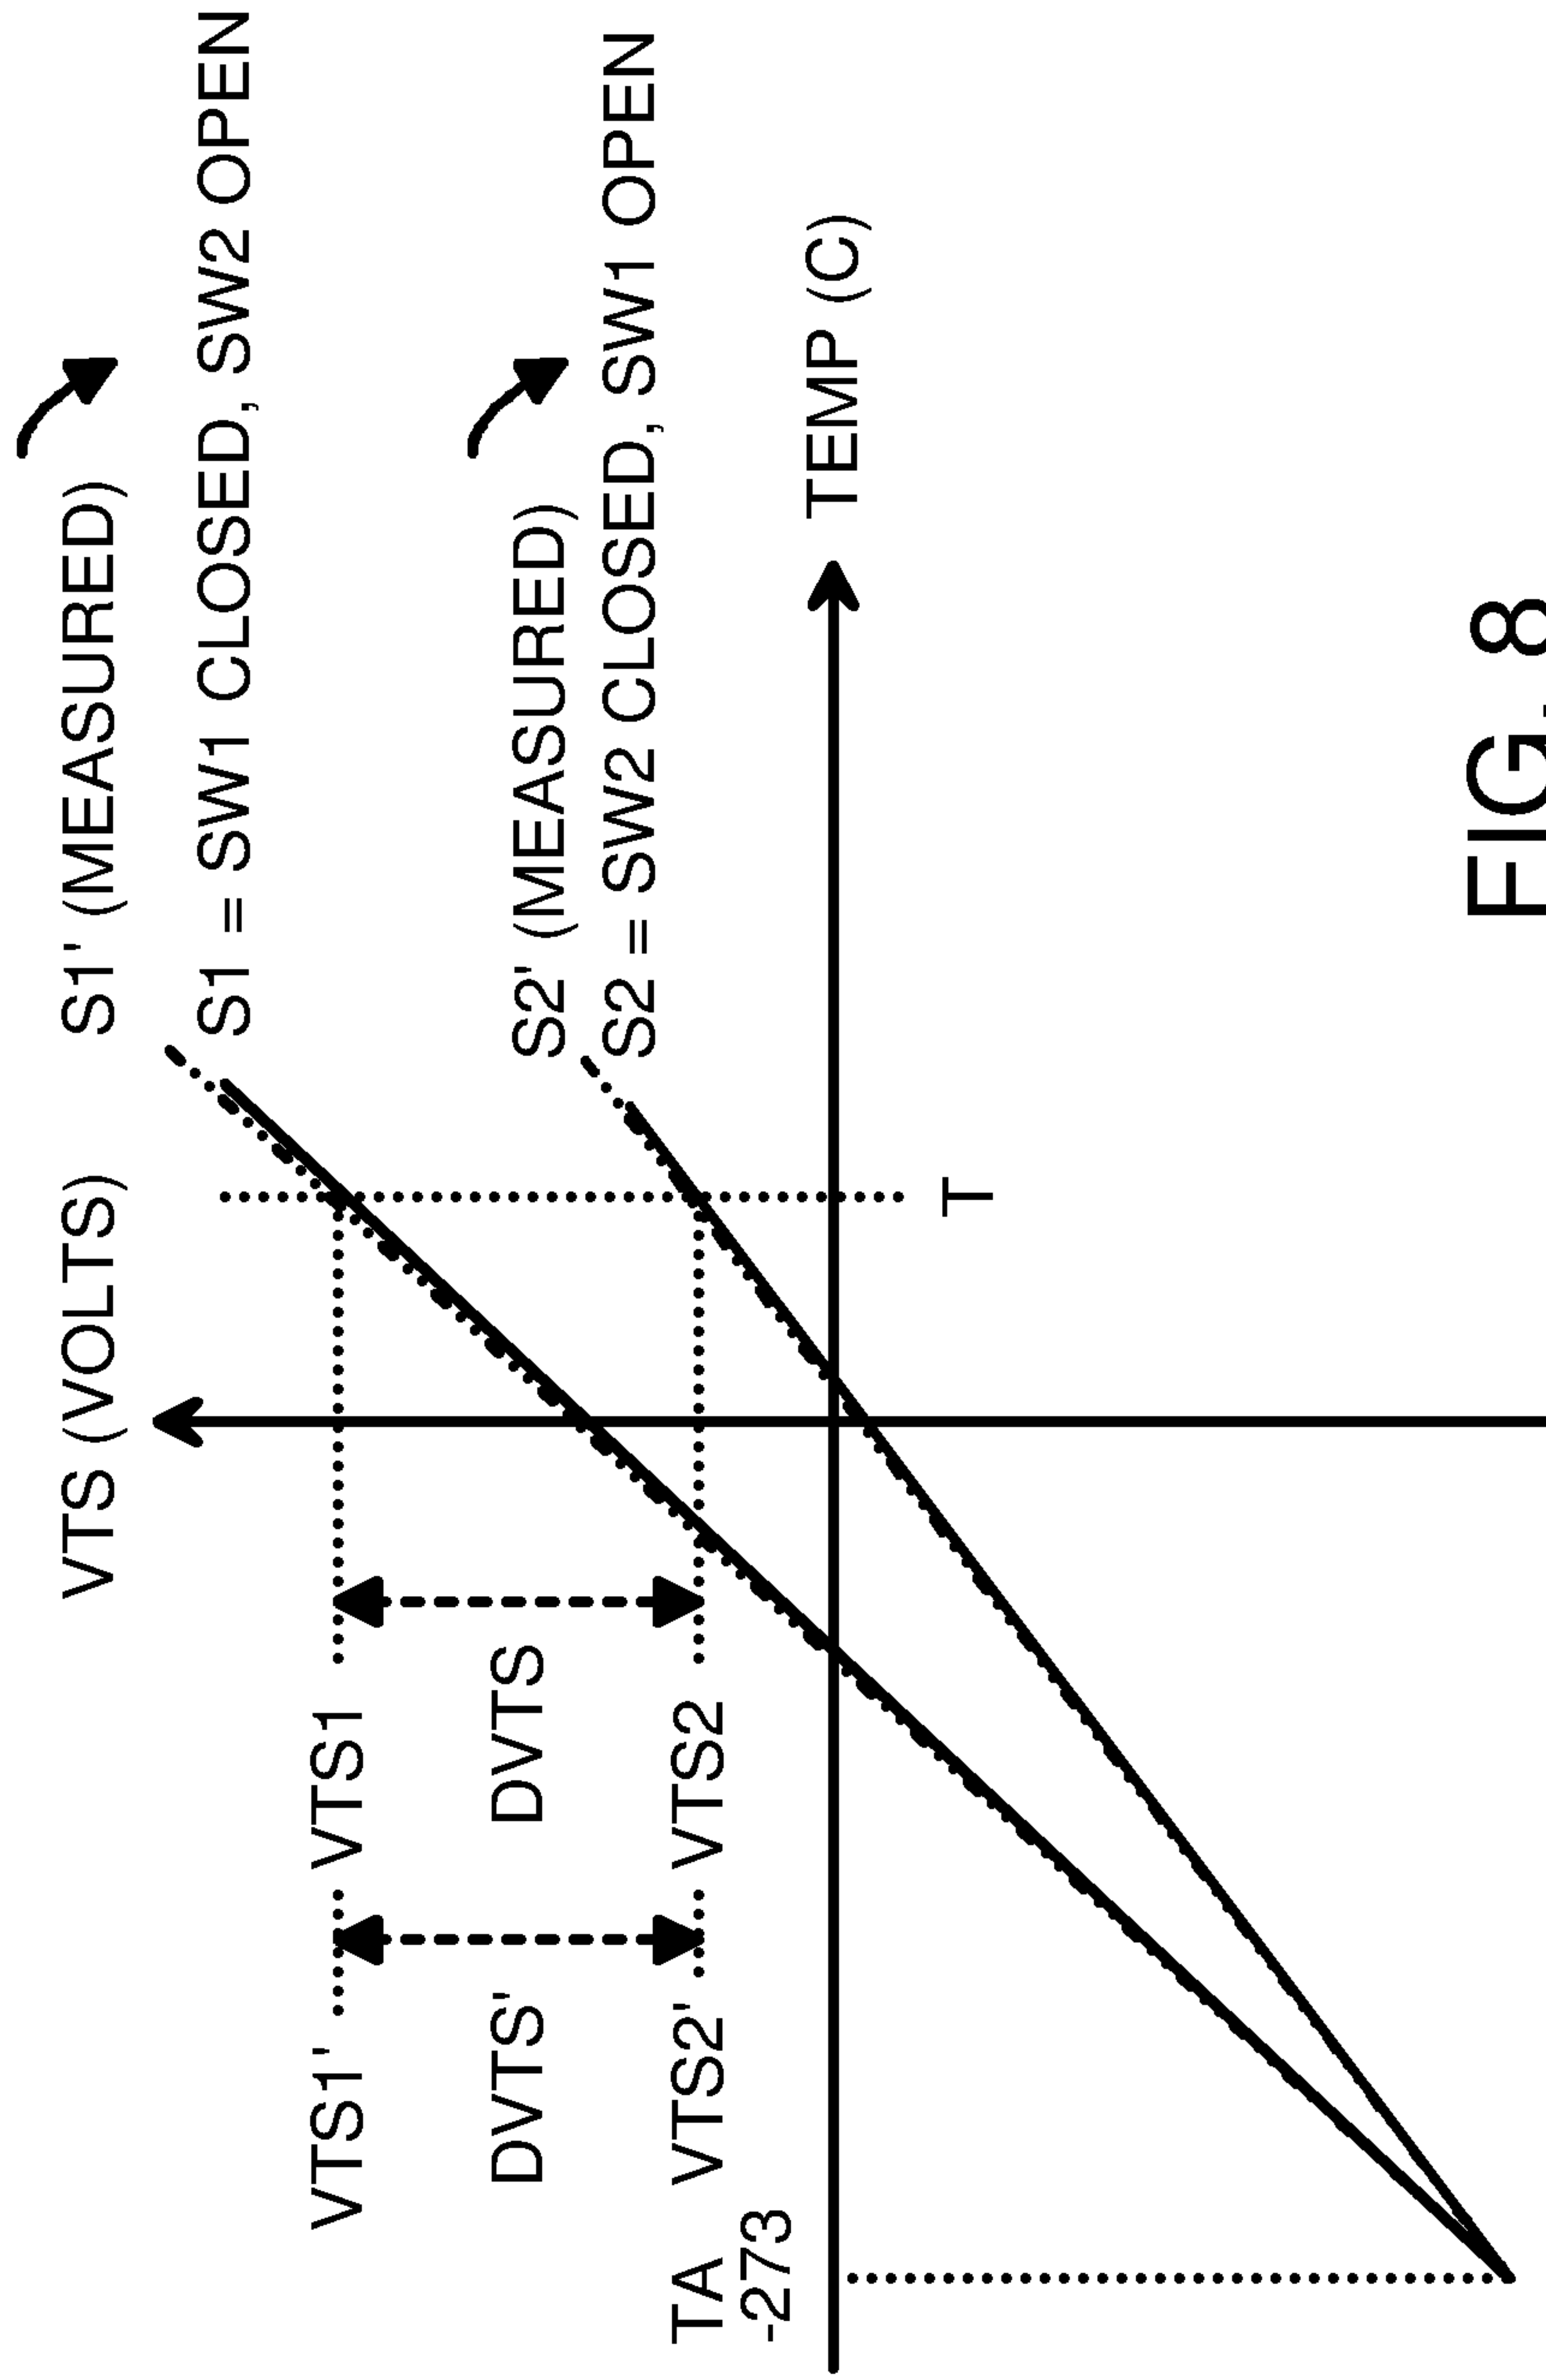 VTS (VOLTS)
S1' (MEASURED)
S1 = SW1 CLOSED, SW2 OPEN
VTS1' VTS1
DVTS' DVTS
S2' (MEASURED)
S2 = SW2 CLOSED, SW1 OPEN
TA VTS2' VTS2
-273
TEMP (C)
T
FIG. 8